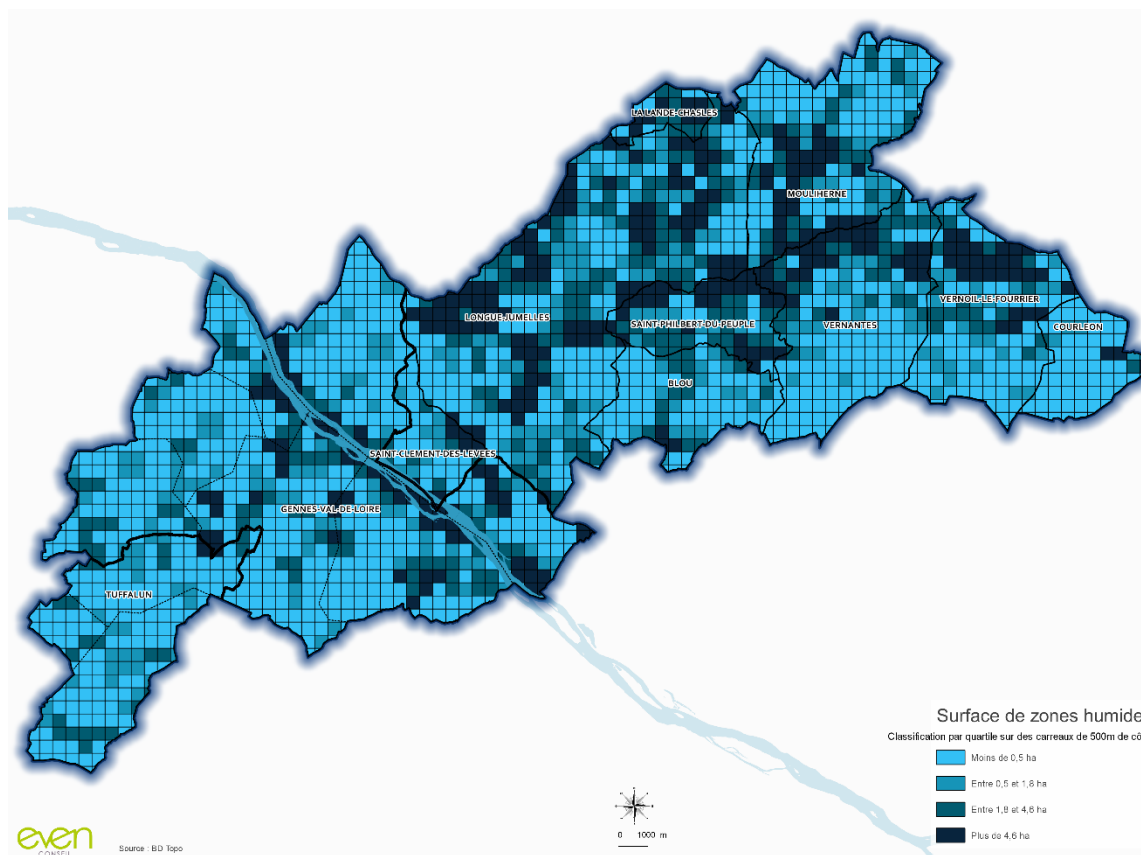 LA LANDE-CHASLES
MOULIHERNE
VERNOIL-LE-FOURRIER
LONGUE-JUMELLES
SAINT-PHILBERT-DU-PEUPLE
VERNANTES
COURLEON
BLOU
SAINT-CLEMENT-DES-LEVEES
GENNES-VAL-DE-LOIRE
TUFFALUN
Surface de zones humide
Classification par quartile sur des carreaux de 500m de cô
Moins de 0,5 ha
Entre 0,5 et 1,8 ha
Entre 1,8 et 4,6 ha
Plus de 4,6 ha
0 1000 m
even
CONSEIL
Source : BD Topo